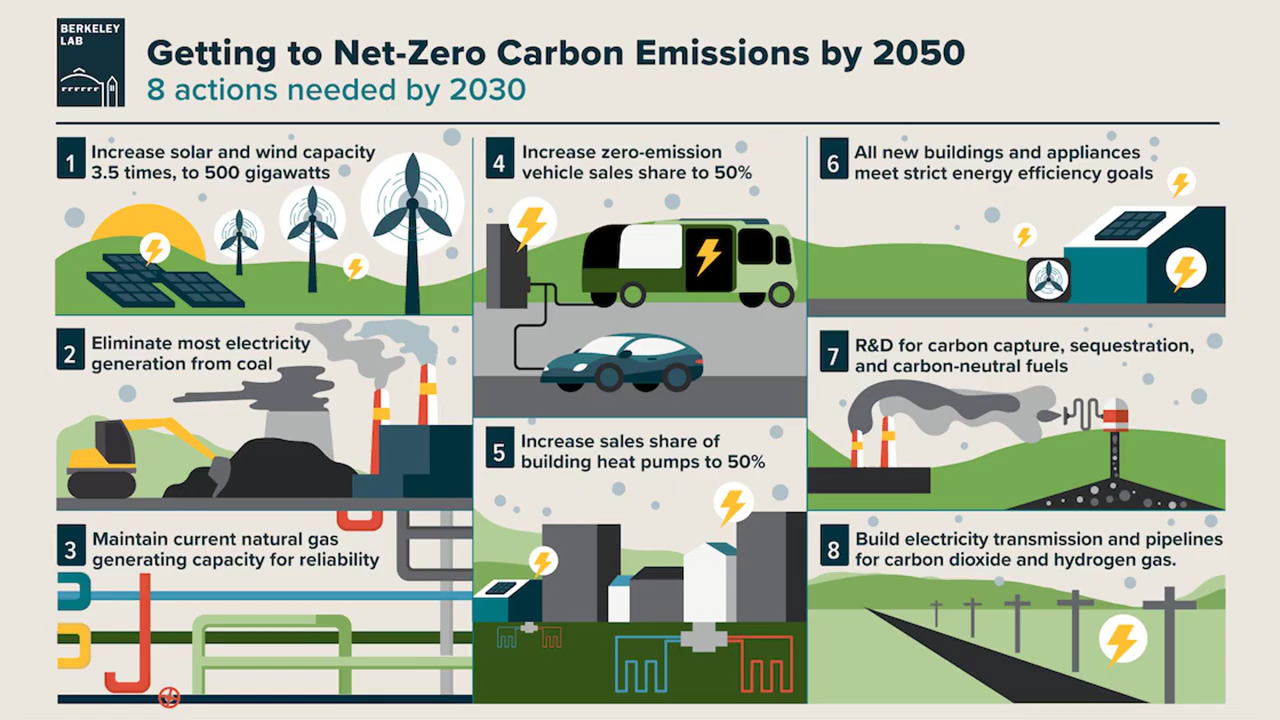 BERKELEY
LAB
Getting to Net-Zero Carbon Emissions by 2050
8 actions needed by 2030
1
Increase solar and wind capacity
3.5 times, to 500 gigawatts
2
Eliminate most electricity
generation from coal
3
Maintain current natural gas
generating capacity for reliability
4
Increase zero-emission
vehicle sales share to 50%
5
Increase sales share of
building heat pumps to 50%
6
All new buildings and appliances
meet strict energy efficiency goals
7
R&D for carbon capture, sequestration,
and carbon-neutral fuels
8
Build electricity transmission and pipelines
for carbon dioxide and hydrogen gas.